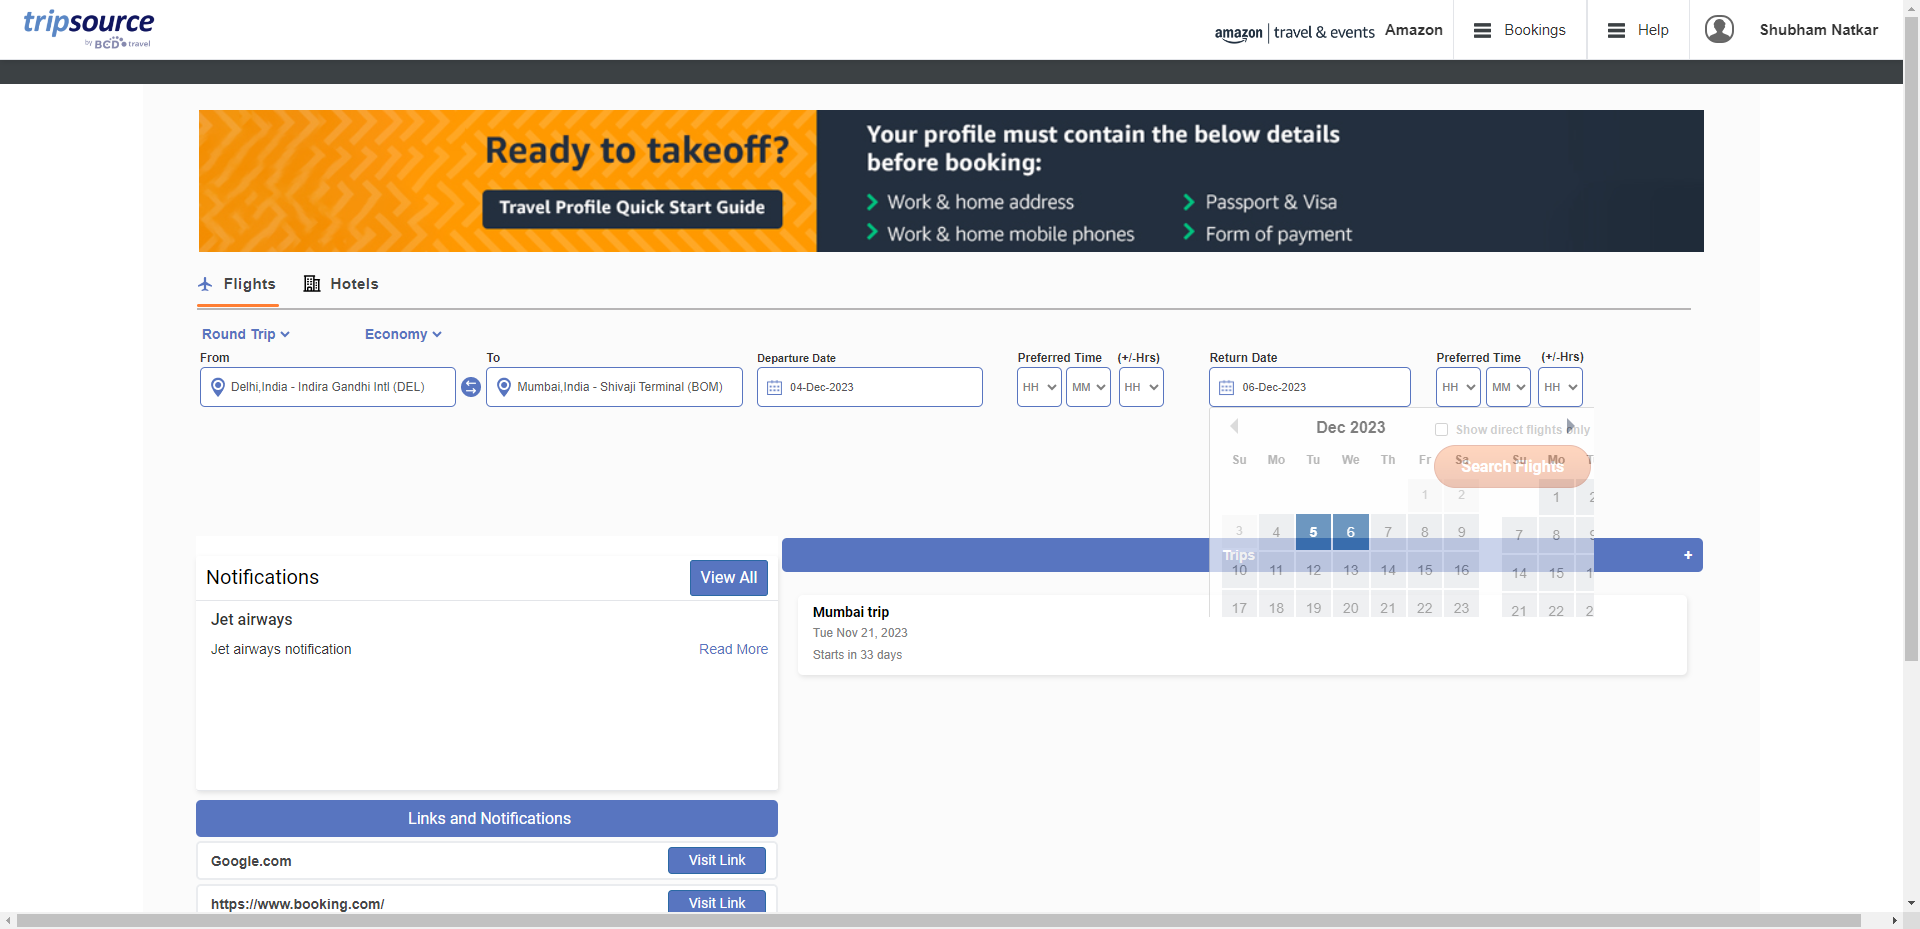 tripsource
by BCD travel
amazon | travel & events Amazon
Bookings
Help
Shubham Natkar
Ready to takeoff?
Travel Profile Quick Start Guide
Your profile must contain the below details
before booking:
Work & home address
Passport & Visa
Work & home mobile phones
Form of payment
Flights
Hotels
Round Trip
Economy
From
To
Departure Date
Preferred Time
(+/-Hrs)
Return Date
Preferred Time
(+/-Hrs)
Delhi,India - Indira Gandhi Intl (DEL)
Mumbai,India - Shivaji Terminal (BOM)
04-Dec-2023
HH
MM
HH
06-Dec-2023
HH
MM
HH
Dec 2023
Show direct flights only
Su Mo Tu We Th Fr Sa
Search Flights
Su Mo T
1 2
1 2
3 4 5 6 7 8 9
7 8 9
Trips
+
10 11 12 13 14 15 16
14 15 1
17 18 19 20 21 22 23
21 22 2
Notifications
View All
Jet airways
Jet airways notification
Read More
Mumbai trip
Tue Nov 21, 2023
Starts in 33 days
Links and Notifications
Google.com
Visit Link
https://www.booking.com/
Visit Link